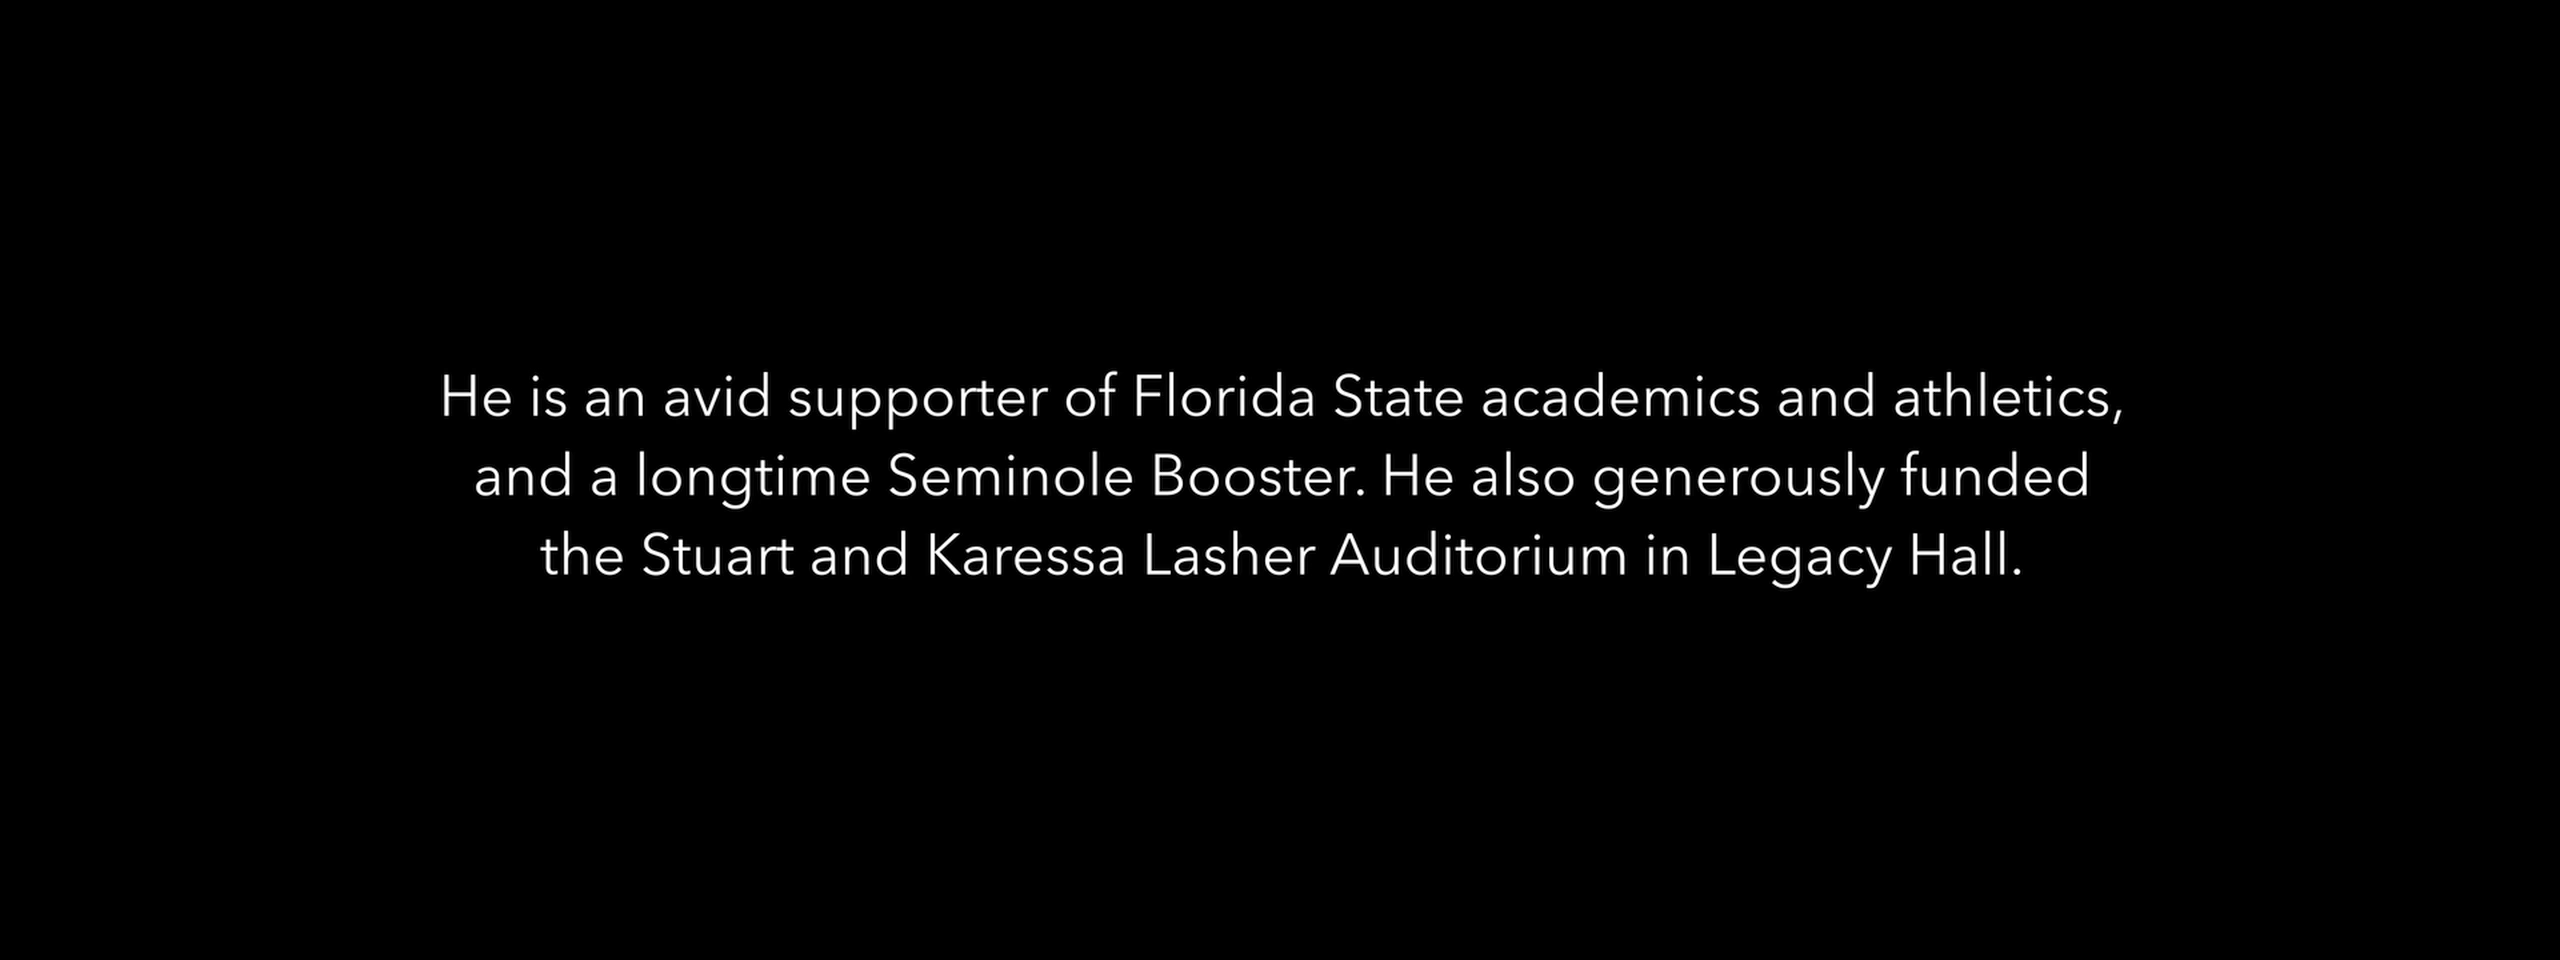 He is an avid supporter of Florida State academics and athletics,
and a longtime Seminole Booster. He also generously funded
the Stuart and Karessa Lasher Auditorium in Legacy Hall.